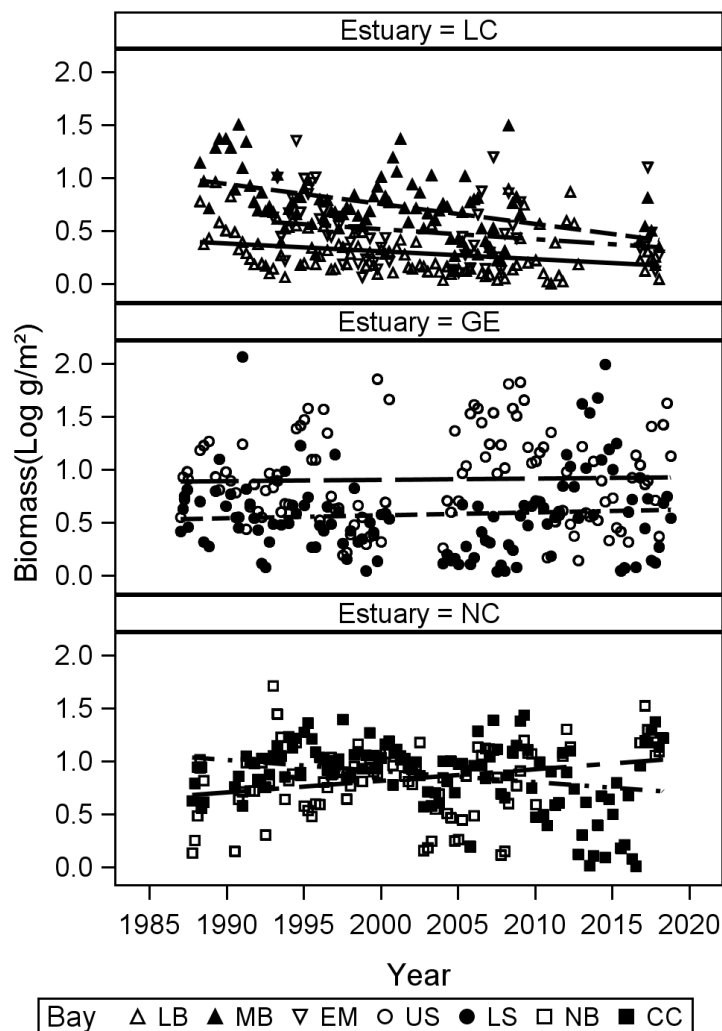 Estuary = LC
2.0
1.5
1.0
0.5
0.0
Estuary = GE
2.0
1.5
1.0
0.5
0.0
Biomass(Log g/m²)
Estuary = NC
2.0
1.5
1.0
0.5
0.0
1985 1990 1995 2000 2005 2010 2015 2020
Year
Bay LB MB EM US LS NB CC